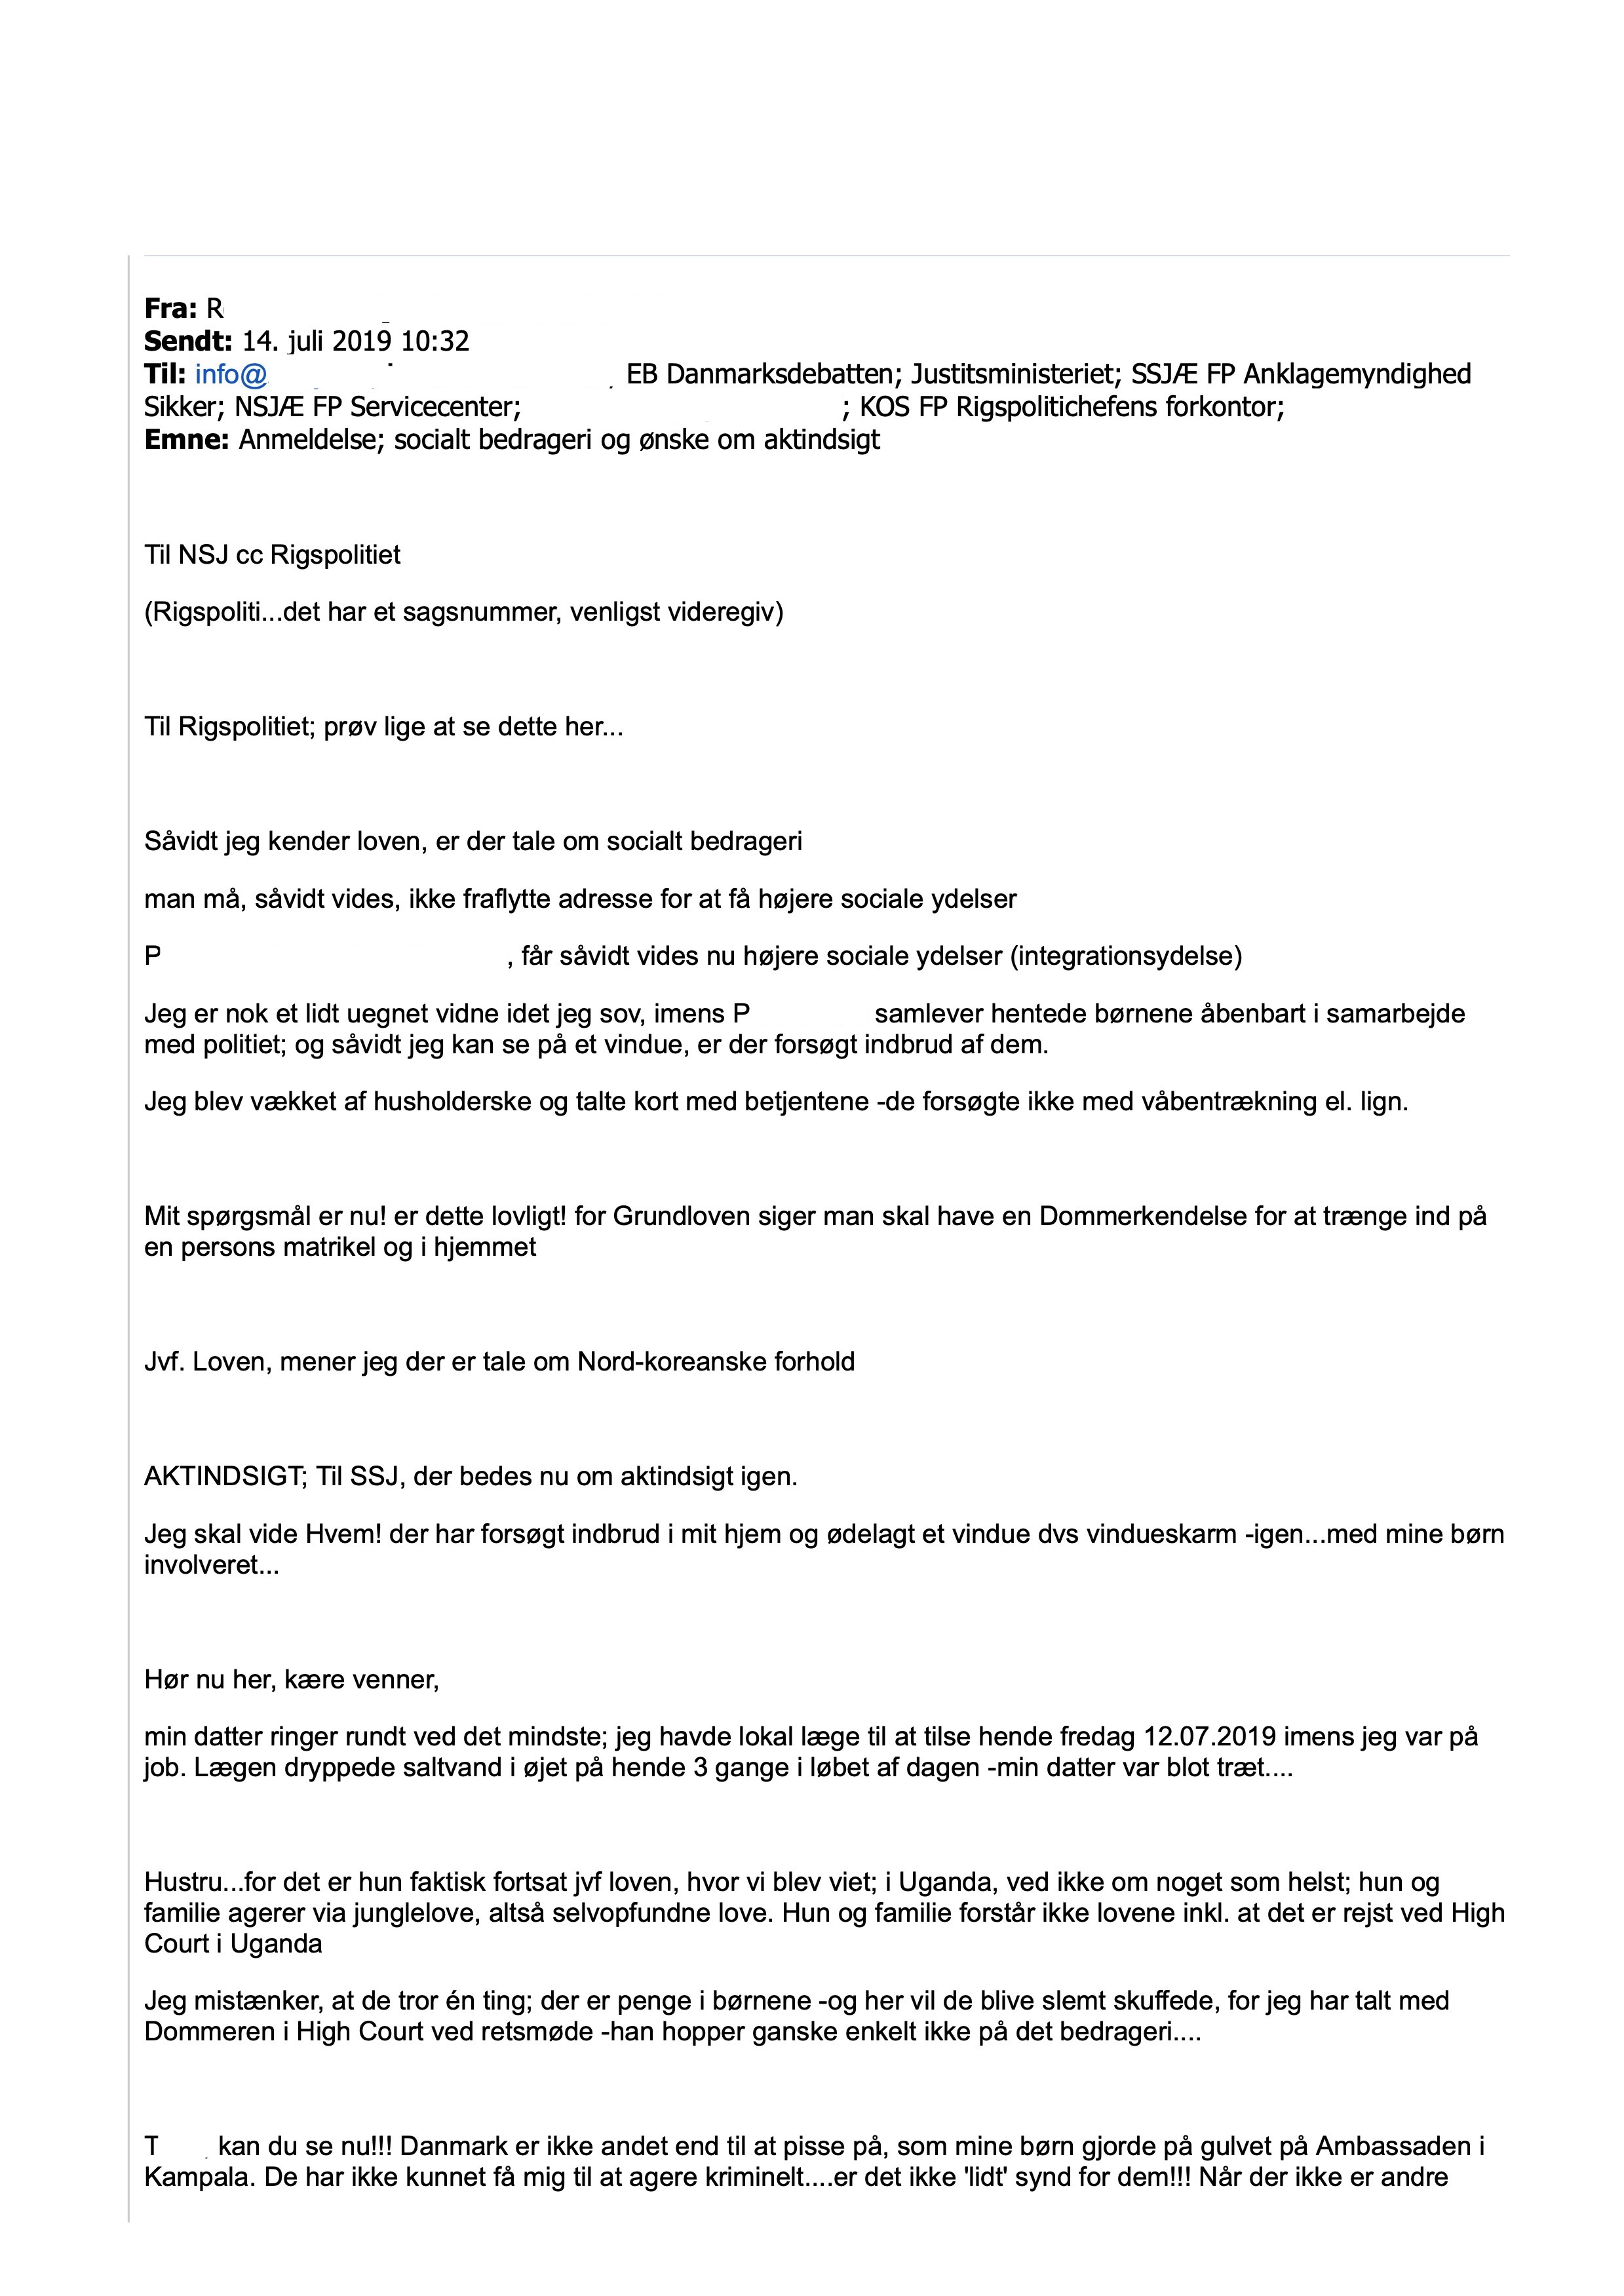 Fra: R
Sendt: 14. juli 2019 10:32
Til: info@ EB Danmarksdebatten; Justitsministeriet; SSJÆ FP Anklagemyndighed
Sikker; NSJÆ FP Servicecenter; ; KOS FP Rigspolitichefens forkontor;
Emne: Anmeldelse; socialt bedrageri og ønske om aktindsigt
Til NSJ cc Rigspolitiet
(Rigspoliti...det har et sagsnummer, venligst videregiv)
Til Rigspolitiet; prøv lige at se dette her...
Såvidt jeg kender loven, er der tale om socialt bedrageri
man må, såvidt vides, ikke fraflytte adresse for at få højere sociale ydelser
P , får såvidt vides nu højere sociale ydelser (integrationsydelse)
Jeg er nok et lidt uegnet vidne idet jeg sov, imens P samlever hentede børnene åbenbart i samarbejde
med politiet; og såvidt jeg kan se på et vindue, er der forsøgt indbrud af dem.
Jeg blev vækket af husholderske og talte kort med betjentene -de forsøgte ikke med våbentrækning el. lign.
Mit spørgsmål er nu! er dette lovligt! for Grundloven siger man skal have en Dommerkendelse for at trænge ind på
en persons matrikel og i hjemmet
Jvf. Loven, mener jeg der er tale om Nord-koreanske forhold
AKTINDSIGT; Til SSJ, der bedes nu om aktindsigt igen.
Jeg skal vide Hvem! der har forsøgt indbrud i mit hjem og ødelagt et vindue dvs vindueskarm -igen...med mine børn
involveret...
Hør nu her, kære venner,
min datter ringer rundt ved det mindste; jeg havde lokal læge til at tilse hende fredag 12.07.2019 imens jeg var på
job. Lægen dryppede saltvand i øjet på hende 3 gange i løbet af dagen -min datter var blot træt....
Hustru...for det er hun faktisk fortsat jvf loven, hvor vi blev viet; i Uganda, ved ikke om noget som helst; hun og
familie agerer via junglelove, altså selvopfundne love. Hun og familie forstår ikke lovene inkl. at det er rejst ved High
Court i Uganda
Jeg mistænker, at de tror én ting; der er penge i børnene -og her vil de blive slemt skuffede, for jeg har talt med
Dommeren i High Court ved retsmøde -han hopper ganske enkelt ikke på det bedrageri....
T kan du se nu!!! Danmark er ikke andet end til at pisse på, som mine børn gjorde på gulvet på Ambassaden i
Kampala. De har ikke kunnet få mig til at agere kriminelt....er det ikke 'lidt' synd for dem!!! Når der ikke er andre